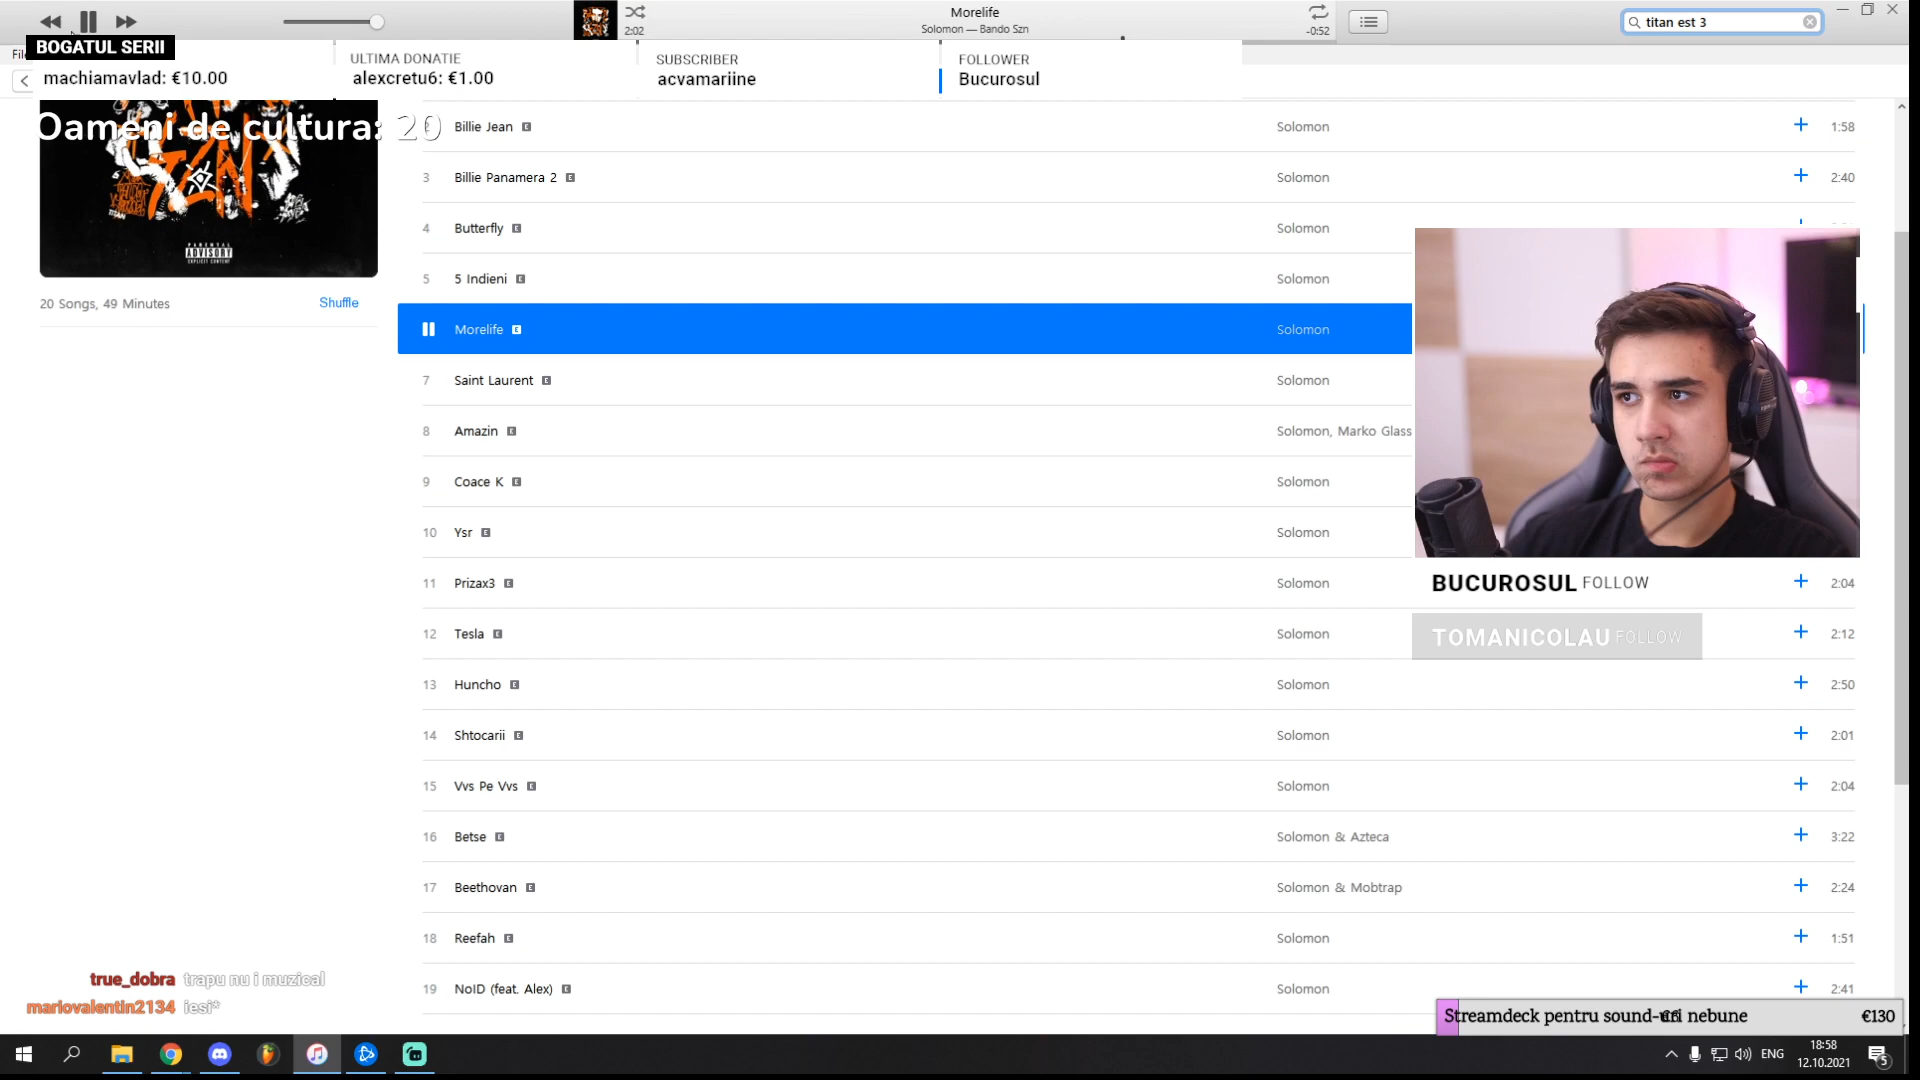 Morelife
Solomon — Bando Szn
2:02
-0:52
titan est 3
BOGATUL SERII
machiamavlad: €10.00
ULTIMA DONATIE
alexcretu6: €1.00
SUBSCRIBER
acvamariine
FOLLOWER
Bucurosul
Oameni de cultura: 20
PARENTAL
ADVISORY
EXPLICIT CONTENT
20 Songs, 49 Minutes
Shuffle
2 Billie Jean E Solomon 1:58
3 Billie Panamera 2 E Solomon 2:40
4 Butterfly E Solomon
5 5 Indieni E Solomon
Morelife E Solomon
7 Saint Laurent E Solomon
8 Amazin E Solomon, Marko Glass
9 Coace K E Solomon
10 Ysr E Solomon
11 Prizax3 E Solomon 2:04
12 Tesla E Solomon 2:12
13 Huncho E Solomon 2:50
14 Shtocarii E Solomon 2:01
15 Vvs Pe Vvs E Solomon 2:04
16 Betse E Solomon & Azteca 3:22
17 Beethovan E Solomon & Mobtrap 2:24
18 Reefah E Solomon 1:51
19 NoID (feat. Alex) E Solomon 2:41
BUCUROSUL FOLLOW
TOMANICOLAU FOLLOW
true_dobra trapu nu i muzical
mariovalentin2134 iesi*
Streamdeck pentru sound-uri nebune €130
ENG
18:58
12.10.2021
5